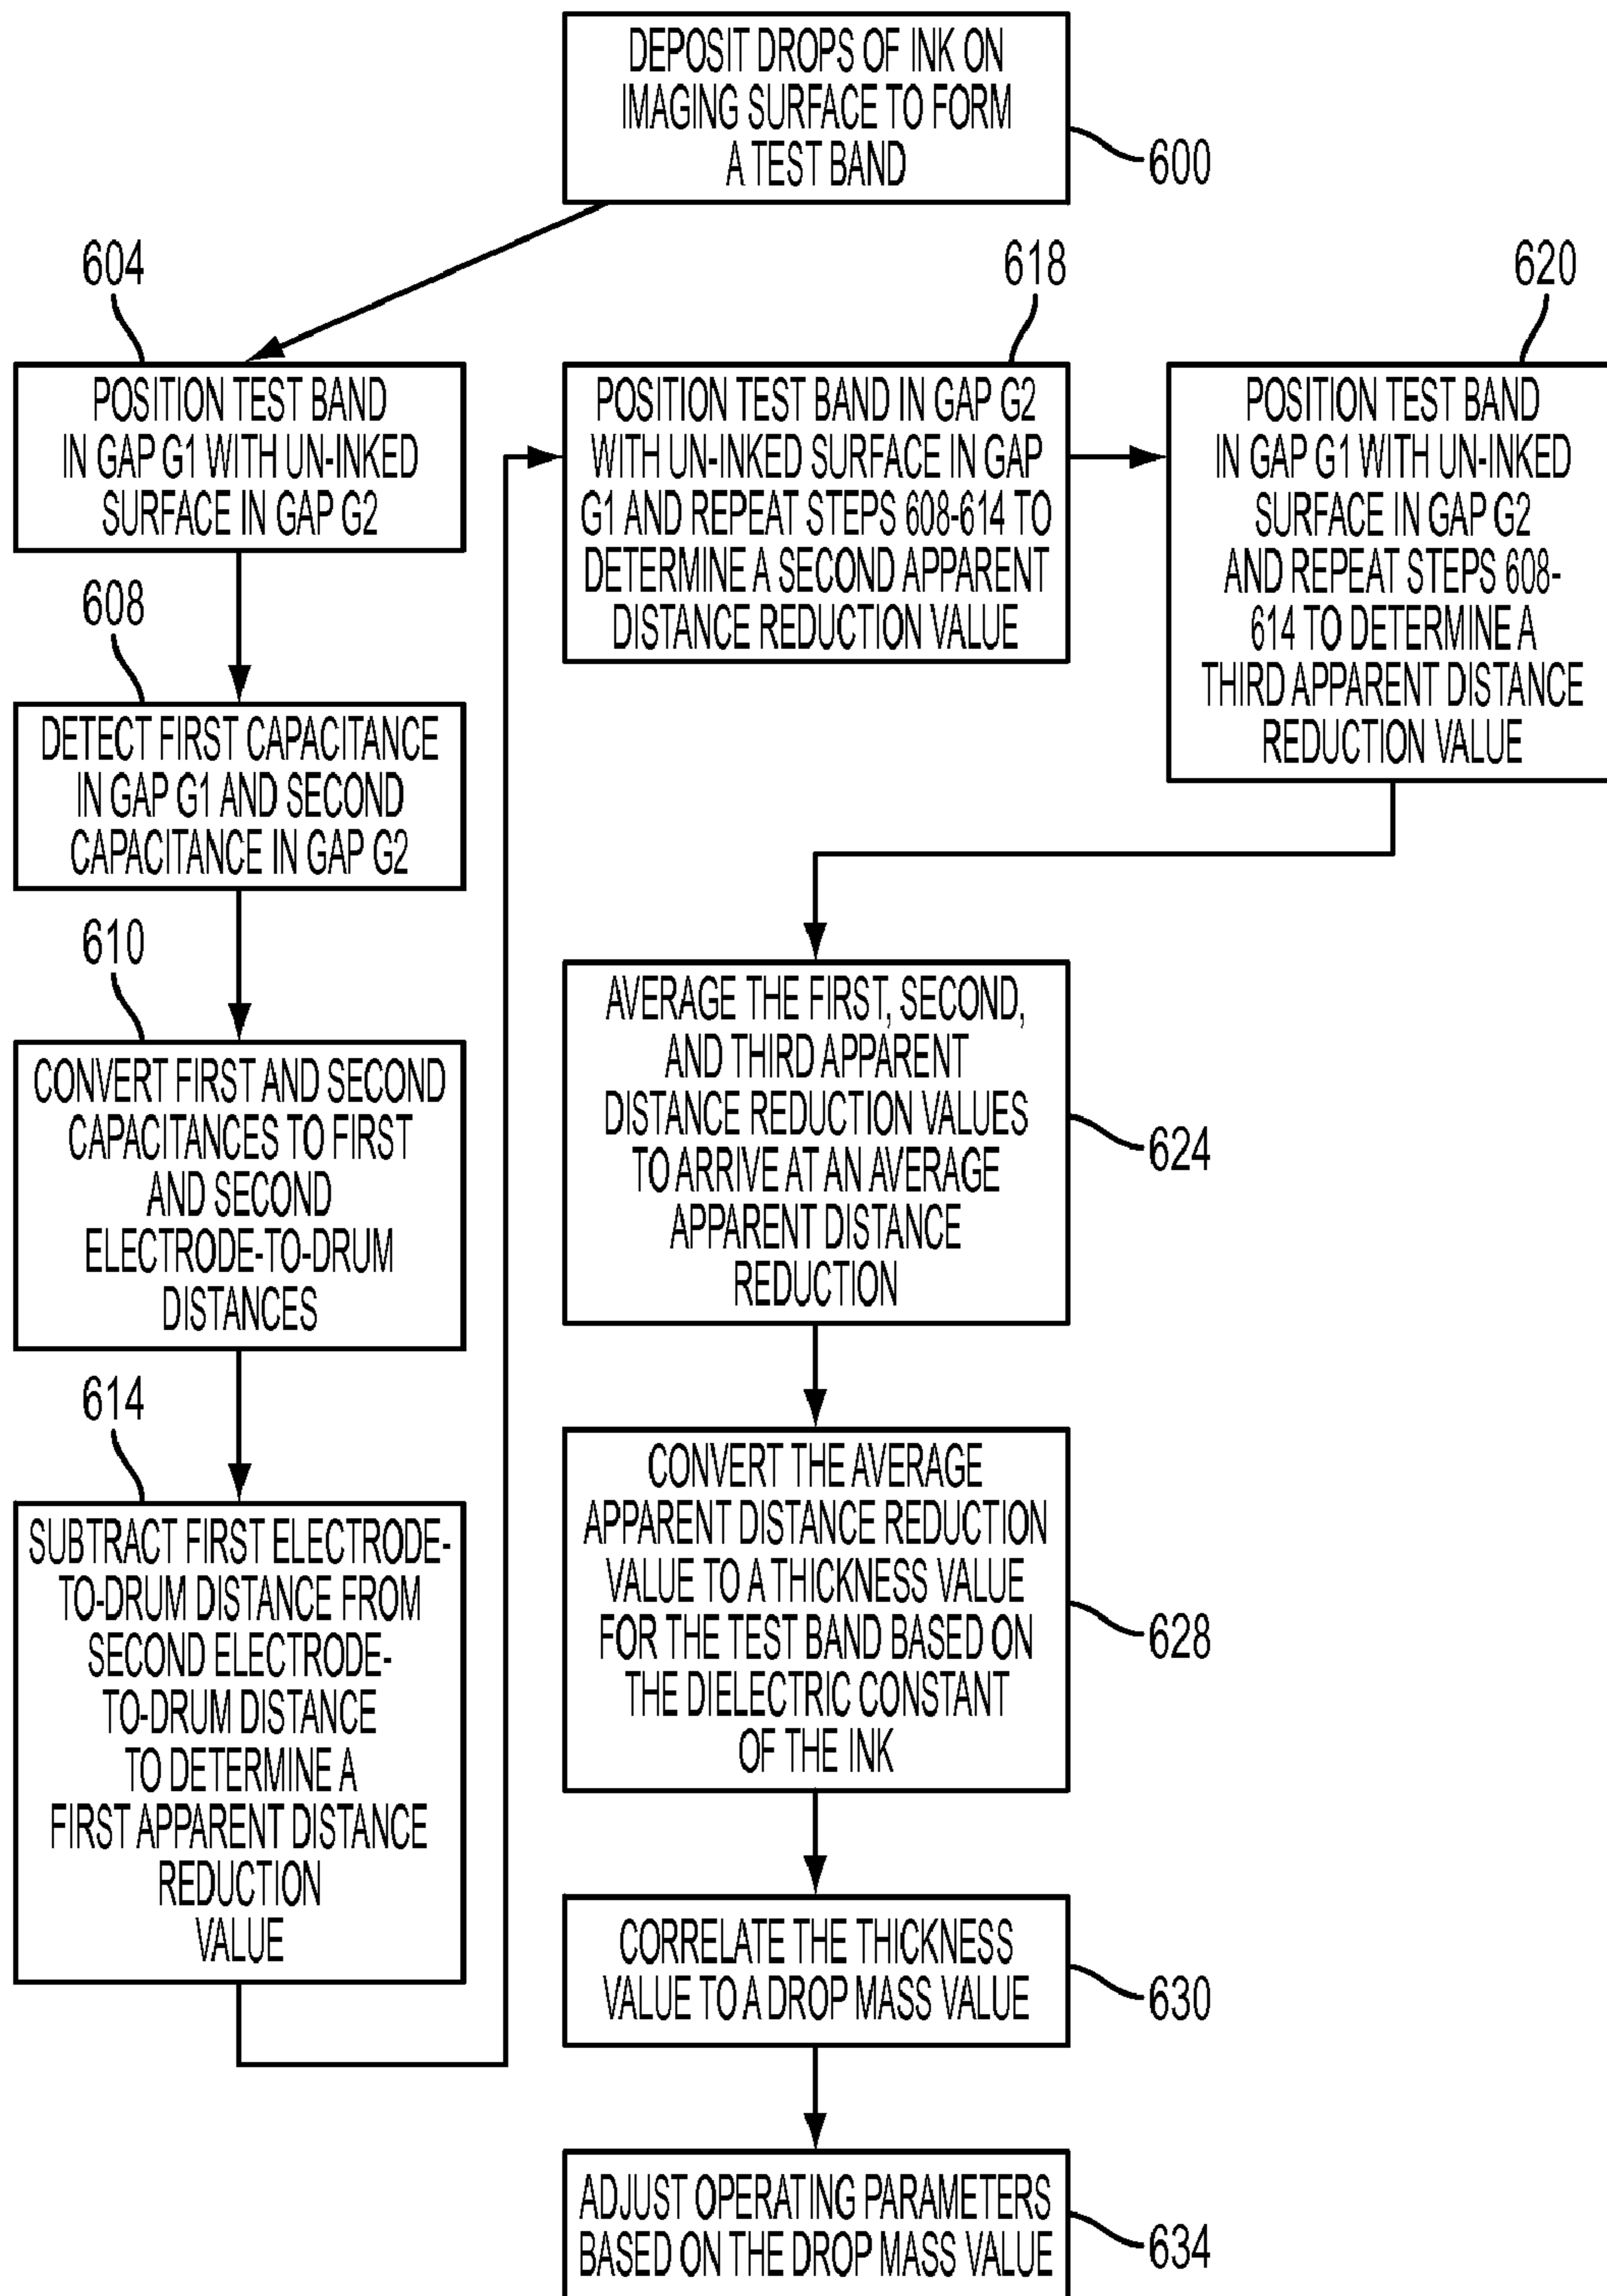 DEPOSIT DROPS OF INK ON
IMAGING SURFACE TO FORM
A TEST BAND
600
604
POSITION TEST BAND
IN GAP G1 WITH UN-INKED
SURFACE IN GAP G2
608
DETECT FIRST CAPACITANCE
IN GAP G1 AND SECOND
CAPACITANCE IN GAP G2
610
CONVERT FIRST AND SECOND
CAPACITANCES TO FIRST
AND SECOND
ELECTRODE-TO-DRUM
DISTANCES
614
SUBTRACT FIRST ELECTRODE-
TO-DRUM DISTANCE FROM
SECOND ELECTRODE-
TO-DRUM DISTANCE
TO DETERMINE A
FIRST APPARENT DISTANCE
REDUCTION
VALUE
618
POSITION TEST BAND IN GAP G2
WITH UN-INKED SURFACE IN GAP
G1 AND REPEAT STEPS 608-614 TO
DETERMINE A SECOND APPARENT
DISTANCE REDUCTION VALUE
620
POSITION TEST BAND
IN GAP G1 WITH UN-INKED
SURFACE IN GAP G2
AND REPEAT STEPS 608-
614 TO DETERMINE A
THIRD APPARENT DISTANCE
REDUCTION VALUE
AVERAGE THE FIRST, SECOND,
AND THIRD APPARENT
DISTANCE REDUCTION VALUES
TO ARRIVE AT AN AVERAGE
APPARENT DISTANCE
REDUCTION
624
CONVERT THE AVERAGE
APPARENT DISTANCE REDUCTION
VALUE TO A THICKNESS VALUE
FOR THE TEST BAND BASED ON
THE DIELECTRIC CONSTANT
OF THE INK
628
CORRELATE THE THICKNESS
VALUE TO A DROP MASS VALUE
630
ADJUST OPERATING PARAMETERS
BASED ON THE DROP MASS VALUE
634